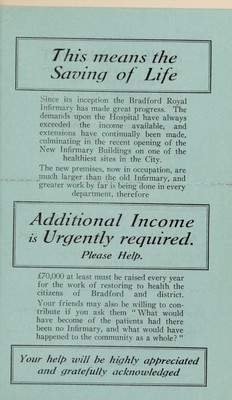 This means the
Saving of Life
Since its inception the Bradford Royal
Infirmary has made great progress. The
demands upon the Hospital have always
exceeded the income available, and
extensions have continually been made,
culminating in the recent opening of the
New Infirmary Buildings on one of the
healthiest sites in the City.
The new premises, now in occupation, are
much larger than the old Infirmary, and
greater work by far is being done in every
department, therefore
Additional Income
is Urgently required.
Please Help.
£70,000 at least must be raised every year
for the work of restoring to health the
citizens of Bradford and district.
Your friends may also be willing to con-
tribute if you ask them "What would
have become of the patients had there
been no Infirmary, and what would have
happened to the community as a whole?"
Your help will be highly appreciated
and gratefully acknowledged